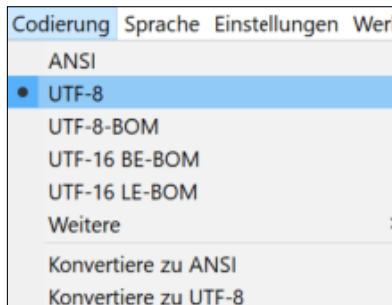 Codierung Sprache Einstellungen
ANSI
UTF-8
UTF-8-BOM
UTF-16 BE-BOM
UTF-16 LE-BOM
Weitere
Konvertiere zu ANSI
Konvertiere zu UTF-8